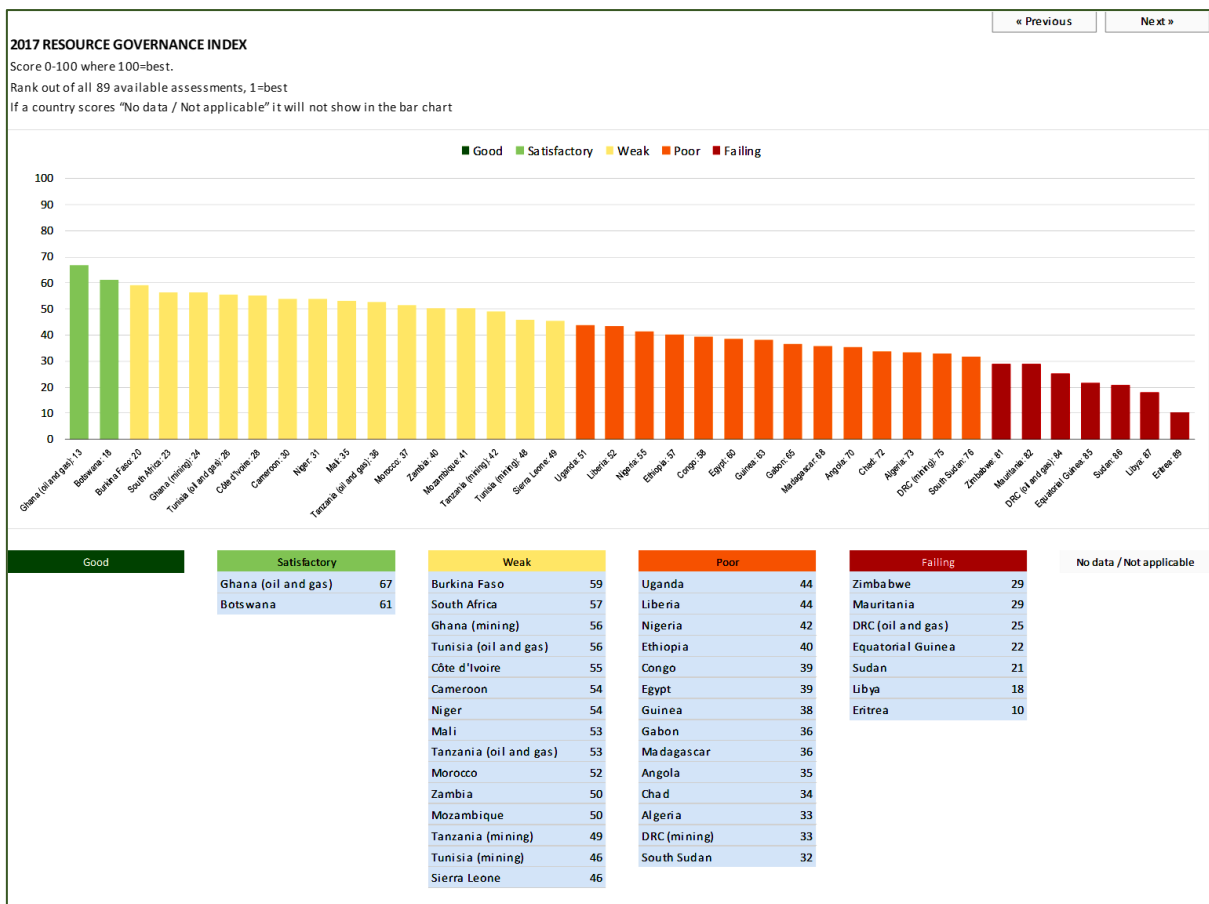 « Previous
Next »
2017 RESOURCE GOVERNANCE INDEX
Score 0-100 where 100=best.
Rank out of all 89 available assessments, 1=best
If a country scores “No data / Not applicable” it will not show in the bar chart
Good Satisfactory Weak Poor Failing
100
90
80
70
60
50
40
30
20
10
0
Ghana (oil and gas): 13
Botswana: 18
Burkina Faso: 20
South Africa: 23
Ghana (mining): 24
Tunisia (oil and gas): 26
Côte d'Ivoire: 28
Cameroon: 30
Niger: 31
Mali: 35
Tanzania (oil and gas): 36
Morocco: 37
Zambia: 40
Mozambique: 41
Tanzania (mining): 42
Tunisia (mining): 48
Sierra Leone: 49
Uganda: 51
Liberia: 52
Nigeria: 55
Ethiopia: 57
Congo: 58
Egypt: 60
Guinea: 63
Gabon: 65
Madagascar: 68
Angola: 70
Chad: 72
Algeria: 73
DRC (mining): 75
South Sudan: 76
Zimbabwe: 81
Mauritania: 82
DRC (oil and gas): 84
Equatorial Guinea: 85
Sudan: 86
Libya: 87
Eritrea: 89
Good
Satisfactory
Ghana (oil and gas) 67
Botswana 61
Weak
Burkina Faso 59
South Africa 57
Ghana (mining) 56
Tunisia (oil and gas) 56
Côte d'Ivoire 55
Cameroon 54
Niger 54
Mali 53
Tanzania (oil and gas) 53
Morocco 52
Zambia 50
Mozambique 50
Tanzania (mining) 49
Tunisia (mining) 46
Sierra Leone 46
Poor
Uganda 44
Liberia 44
Nigeria 42
Ethiopia 40
Congo 39
Egypt 39
Guinea 38
Gabon 36
Madagascar 36
Angola 35
Chad 34
Algeria 33
DRC (mining) 33
South Sudan 32
Failing
Zimbabwe 29
Mauritania 29
DRC (oil and gas) 25
Equatorial Guinea 22
Sudan 21
Libya 18
Eritrea 10
No data / Not applicable